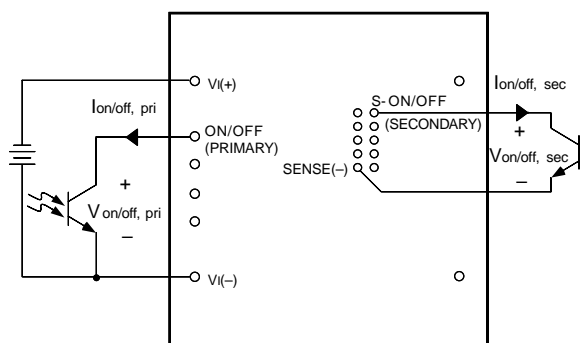 VI(+)
Ion/off, pri
ON/OFF
(PRIMARY)
+
Von/off, pri
–
VI(–)
S-ON/OFF
(SECONDARY)
SENSE(–)
Ion/off, sec
+
Von/off, sec
–